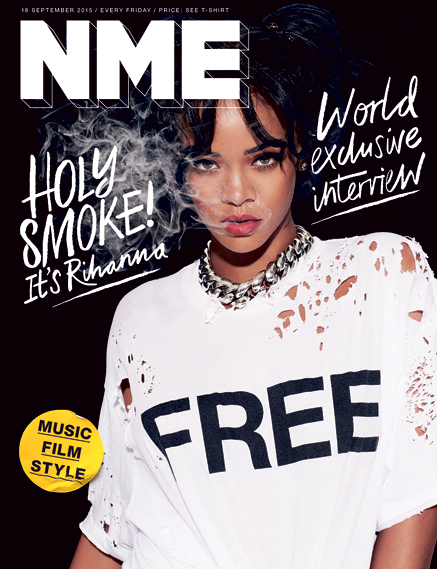 18 SEPTEMBER 2015 / EVERY FRIDAY / PRICE: SEE T-SHIRT
NME
World
exclusive
interview
HOLY
SMOKE!
It's Rihanna
FREE
MUSIC
FILM
STYLE